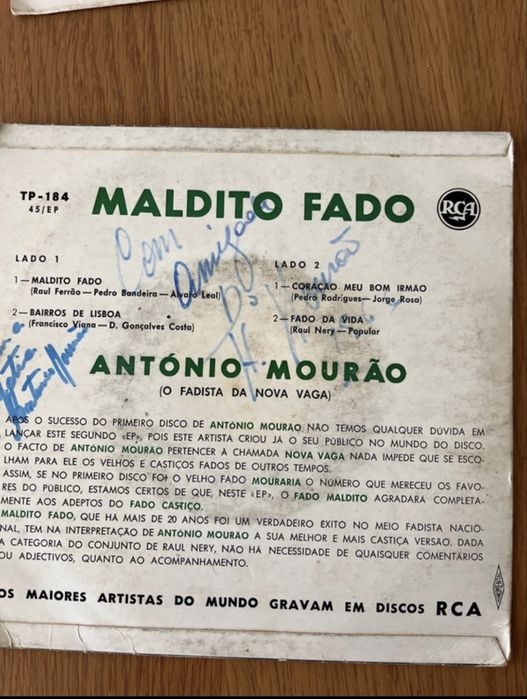 TP-184
45/EP
MALDITO FADO
RCA
LADO 1
1—MALDITO FADO
(Raul Ferrão—Pedro Bandeira—Alvaro Leal)
2—BAIRROS DE LISBOA
(Francisco Viana—D. Gonçalves Costa)
LADO 2
1—CORAÇÃO MEU BOM IRMÃO
(Pedro Rodrigues—Jorge Rosa)
2—FADO DA VIDA
(Raul Nery—Popular
Com amizade
Do
A. Mourão
António Mourão
ANTÓNIO MOURÃO
(O FADISTA DA NOVA VAGA)
APÓS O SUCESSO DO PRIMEIRO DISCO DE ANTÓNIO MOURÃO NÃO TEMOS QUALQUER DÚVIDA EM
LANÇAR ESTE SEGUNDO «EP», POIS ESTE ARTISTA CRIOU JÁ O SEU PÚBLICO NO MUNDO DO DISCO.
O FACTO DE ANTÓNIO MOURÃO PERTENCER À CHAMADA NOVA VAGA NADA IMPEDE QUE SE ESCO-
LHAM PARA ELE OS VELHOS E CASTIÇOS FADOS DE OUTROS TEMPOS.
ASSIM, SE NO PRIMEIRO DISCO FOI O VELHO FADO MOURARIA O NÚMERO QUE MERECEU OS FAVO-
RES DO PÚBLICO, ESTAMOS CERTOS DE QUE, NESTE «EP», O FADO MALDITO AGRADARÁ COMPLETA-
MENTE AOS ADEPTOS DO FADO CASTIÇO.
MALDITO FADO, QUE HÁ MAIS DE 20 ANOS FOI UM VERDADEIRO EXITO NO MEIO FADISTA NACIO-
NAL, TEM NA INTERPRETAÇÃO DE ANTÓNIO MOURÃO A SUA MELHOR E MAIS CASTIÇA VERSÃO. DADA
A CATEGORIA DO CONJUNTO DE RAUL NERY, NÃO HÁ NECESSIDADE DE QUAISQUER COMENTÁRIOS
OU ADJECTIVOS, QUANTO AO ACOMPANHAMENTO.
OS MAIORES ARTISTAS DO MUNDO GRAVAM EM DISCOS RCA